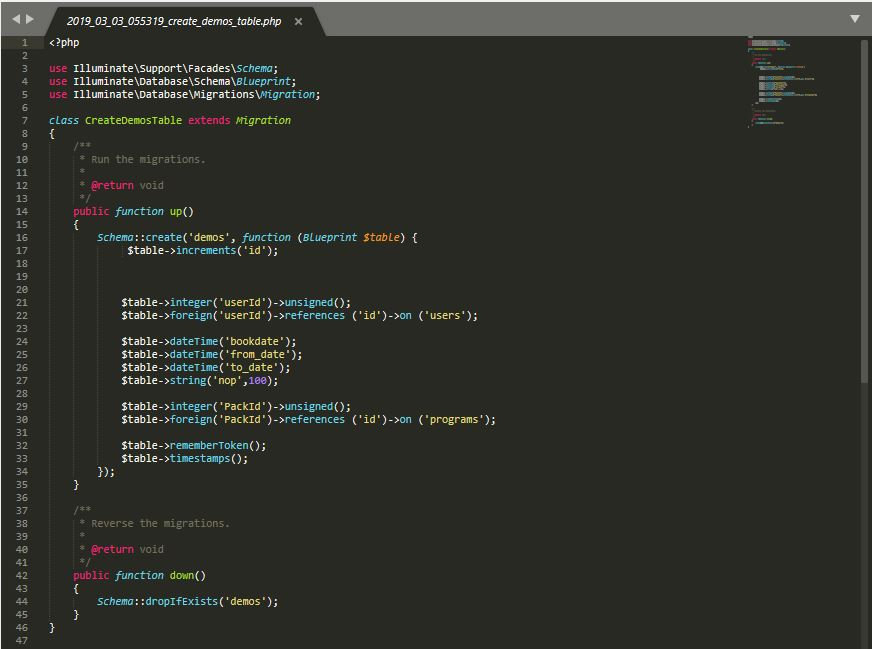 2019_03_03_055319_create_demos_table.php ×
1 <?php
2
3 use Illuminate\Support\Facades\Schema;
4 use Illuminate\Database\Schema\Blueprint;
5 use Illuminate\Database\Migrations\Migration;
6
7 class CreateDemosTable extends Migration
8 {
9     /**
10      * Run the migrations.
11      *
12      * @return void
13      */
14     public function up()
15     {
16         Schema::create('demos', function (Blueprint $table) {
17              $table->increments('id');
18
19
20
21             $table->integer('userId')->unsigned();
22             $table->foreign('userId')->references ('id')->on ('users');
23
24             $table->dateTime('bookdate');
25             $table->dateTime('from_date');
26             $table->dateTime('to_date');
27             $table->string('nop',100);
28
29             $table->integer('PackId')->unsigned();
30             $table->foreign('PackId')->references ('id')->on ('programs');
31
32             $table->rememberToken();
33             $table->timestamps();
34         });
35     }
36
37     /**
38      * Reverse the migrations.
39      *
40      * @return void
41      */
42     public function down()
43     {
44         Schema::dropIfExists('demos');
45     }
46 }
47